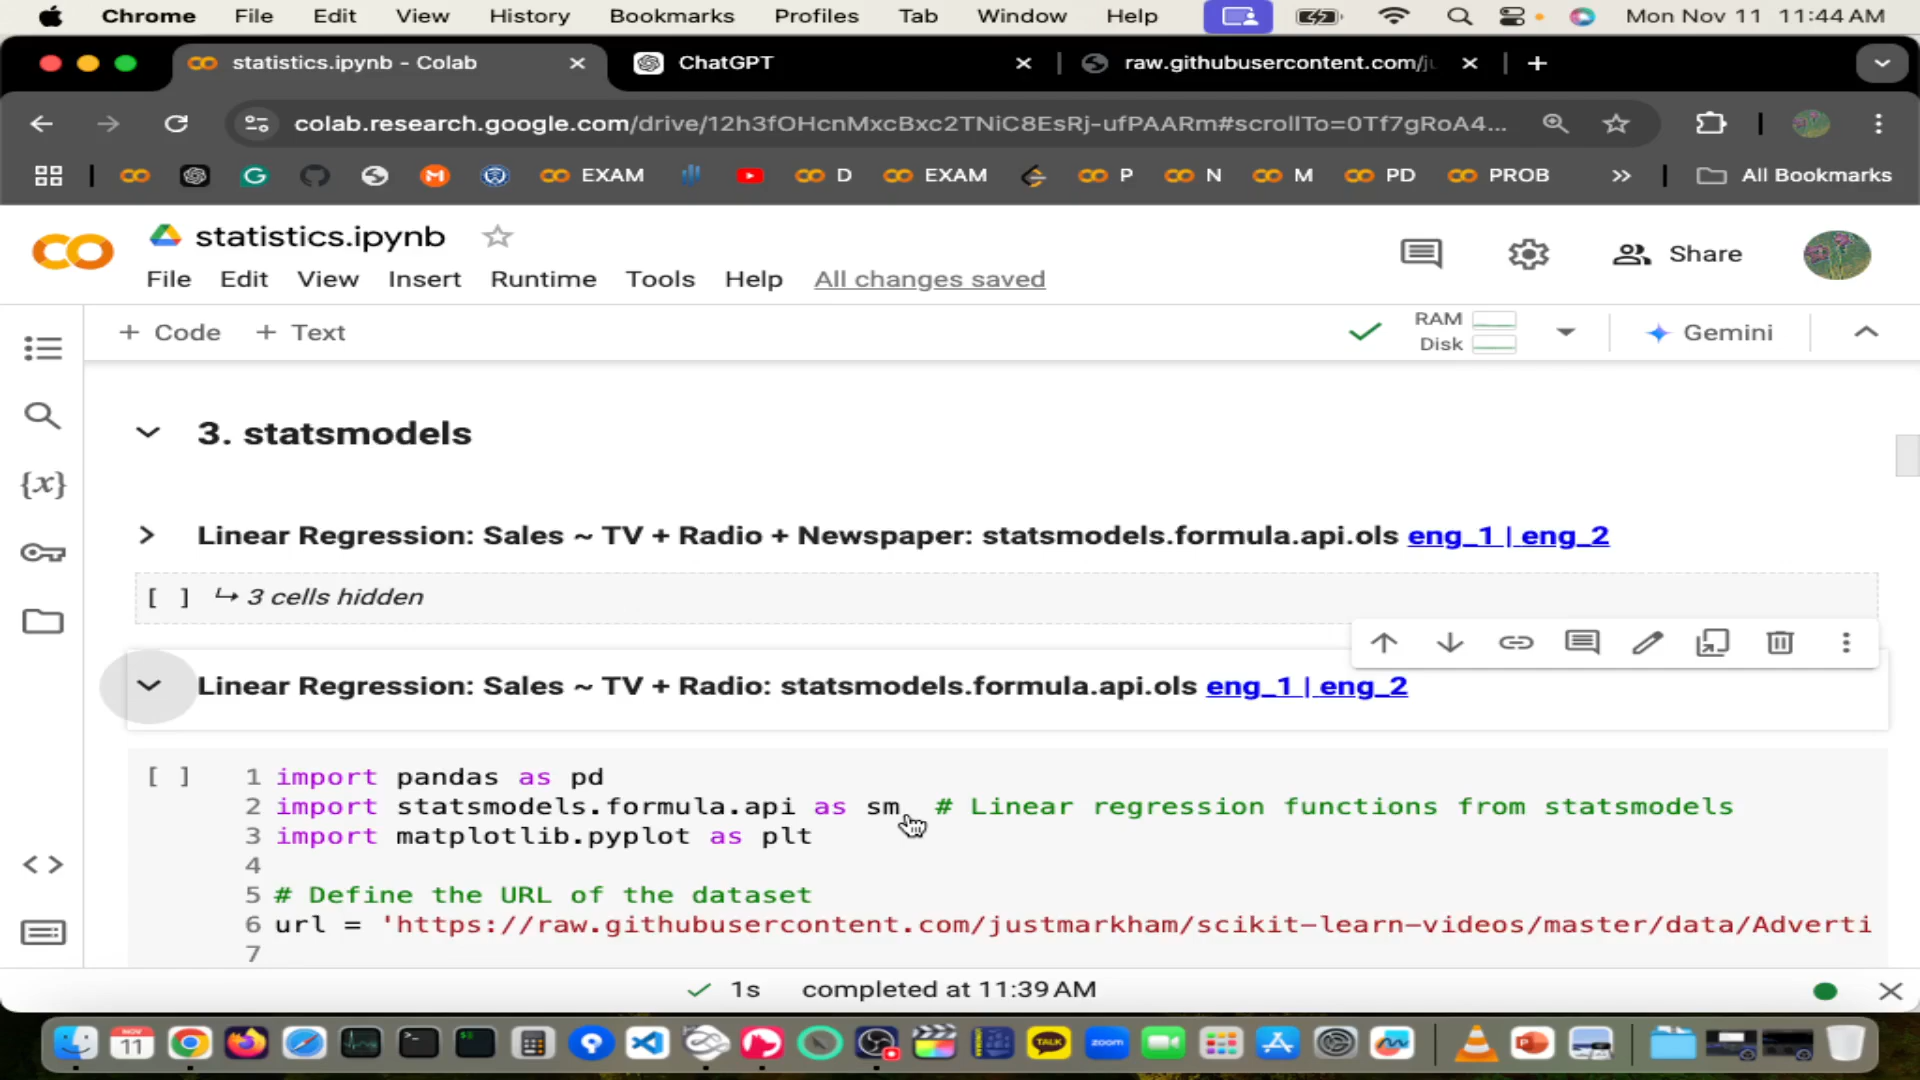 Chrome File Edit View History Bookmarks Profiles Tab Window Help Mon Nov 11 11:44 AM
statistics.ipynb - Colab ChatGPT raw.githubusercontent.com/ju
colab.research.google.com/drive/12h3fOHcnMxcBxc2TNiC8EsRj-ufPAARm#scrollTo=0Tf7gRoA4...
EXAM D EXAM P N M PD PROB » All Bookmarks
statistics.ipynb
File Edit View Insert Runtime Tools Help All changes saved
Share
+ Code + Text
RAM
Disk
Gemini
3. statsmodels
Linear Regression: Sales ~ TV + Radio + Newspaper: statsmodels.formula.api.ols eng_1 | eng_2
[ ] ↳ 3 cells hidden
Linear Regression: Sales ~ TV + Radio: statsmodels.formula.api.ols eng_1 | eng_2
[ ] 1 import pandas as pd
2 import statsmodels.formula.api as sm # Linear regression functions from statsmodels
3 import matplotlib.pyplot as plt
4
5 # Define the URL of the dataset
6 url = 'https://raw.githubusercontent.com/justmarkham/scikit-learn-videos/master/data/Adverti
7
1s completed at 11:39 AM
NOV
11
TALK
zoom